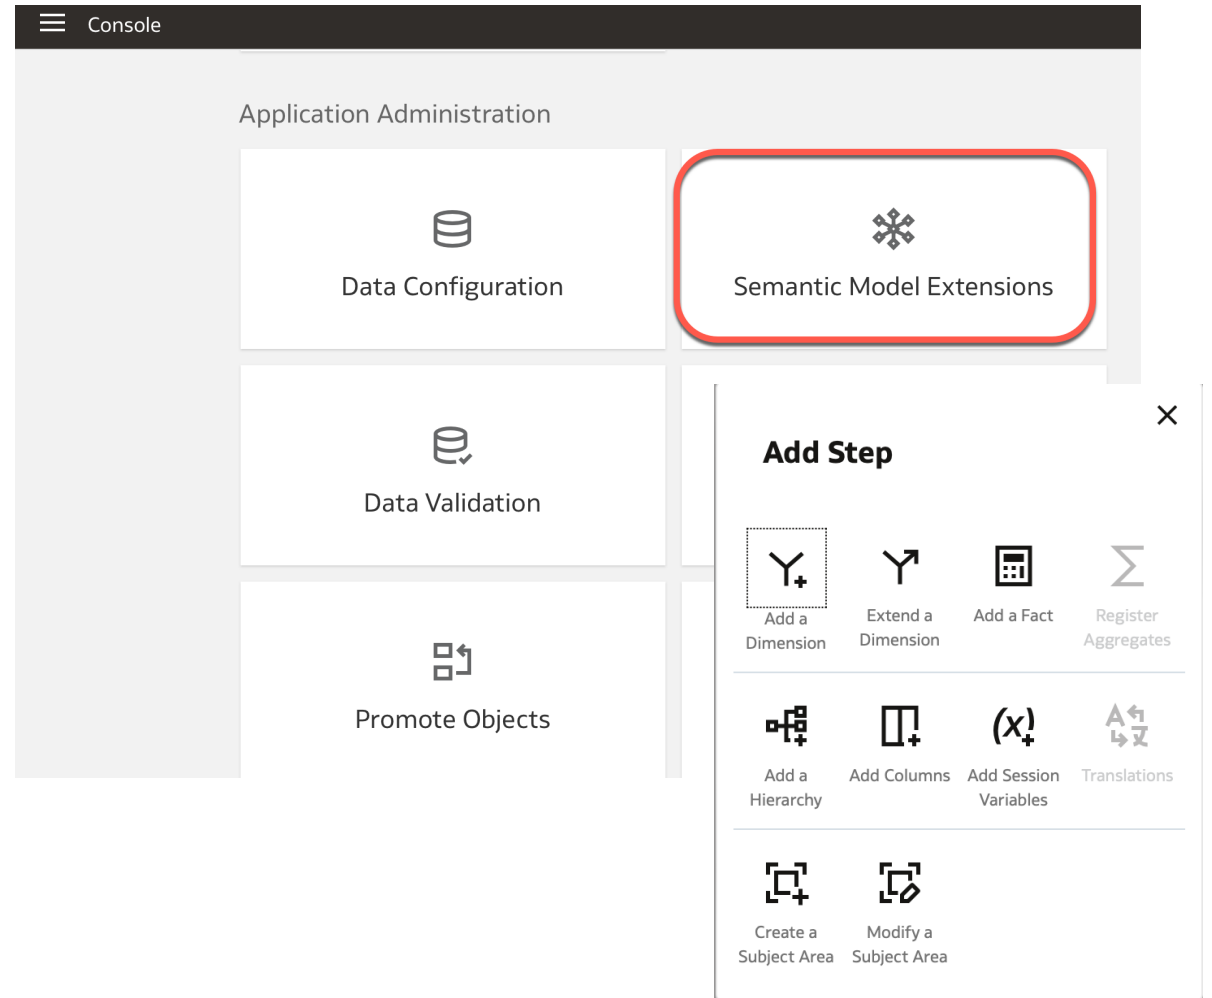 Console
Application Administration
Data Configuration
Semantic Model Extensions
Data Validation
Promote Objects
Add Step
Add a
Dimension
Extend a
Dimension
Add a Fact
Register
Aggregates
Add a
Hierarchy
Add Columns
Add Session
Variables
Translations
Create a
Subject Area
Modify a
Subject Area